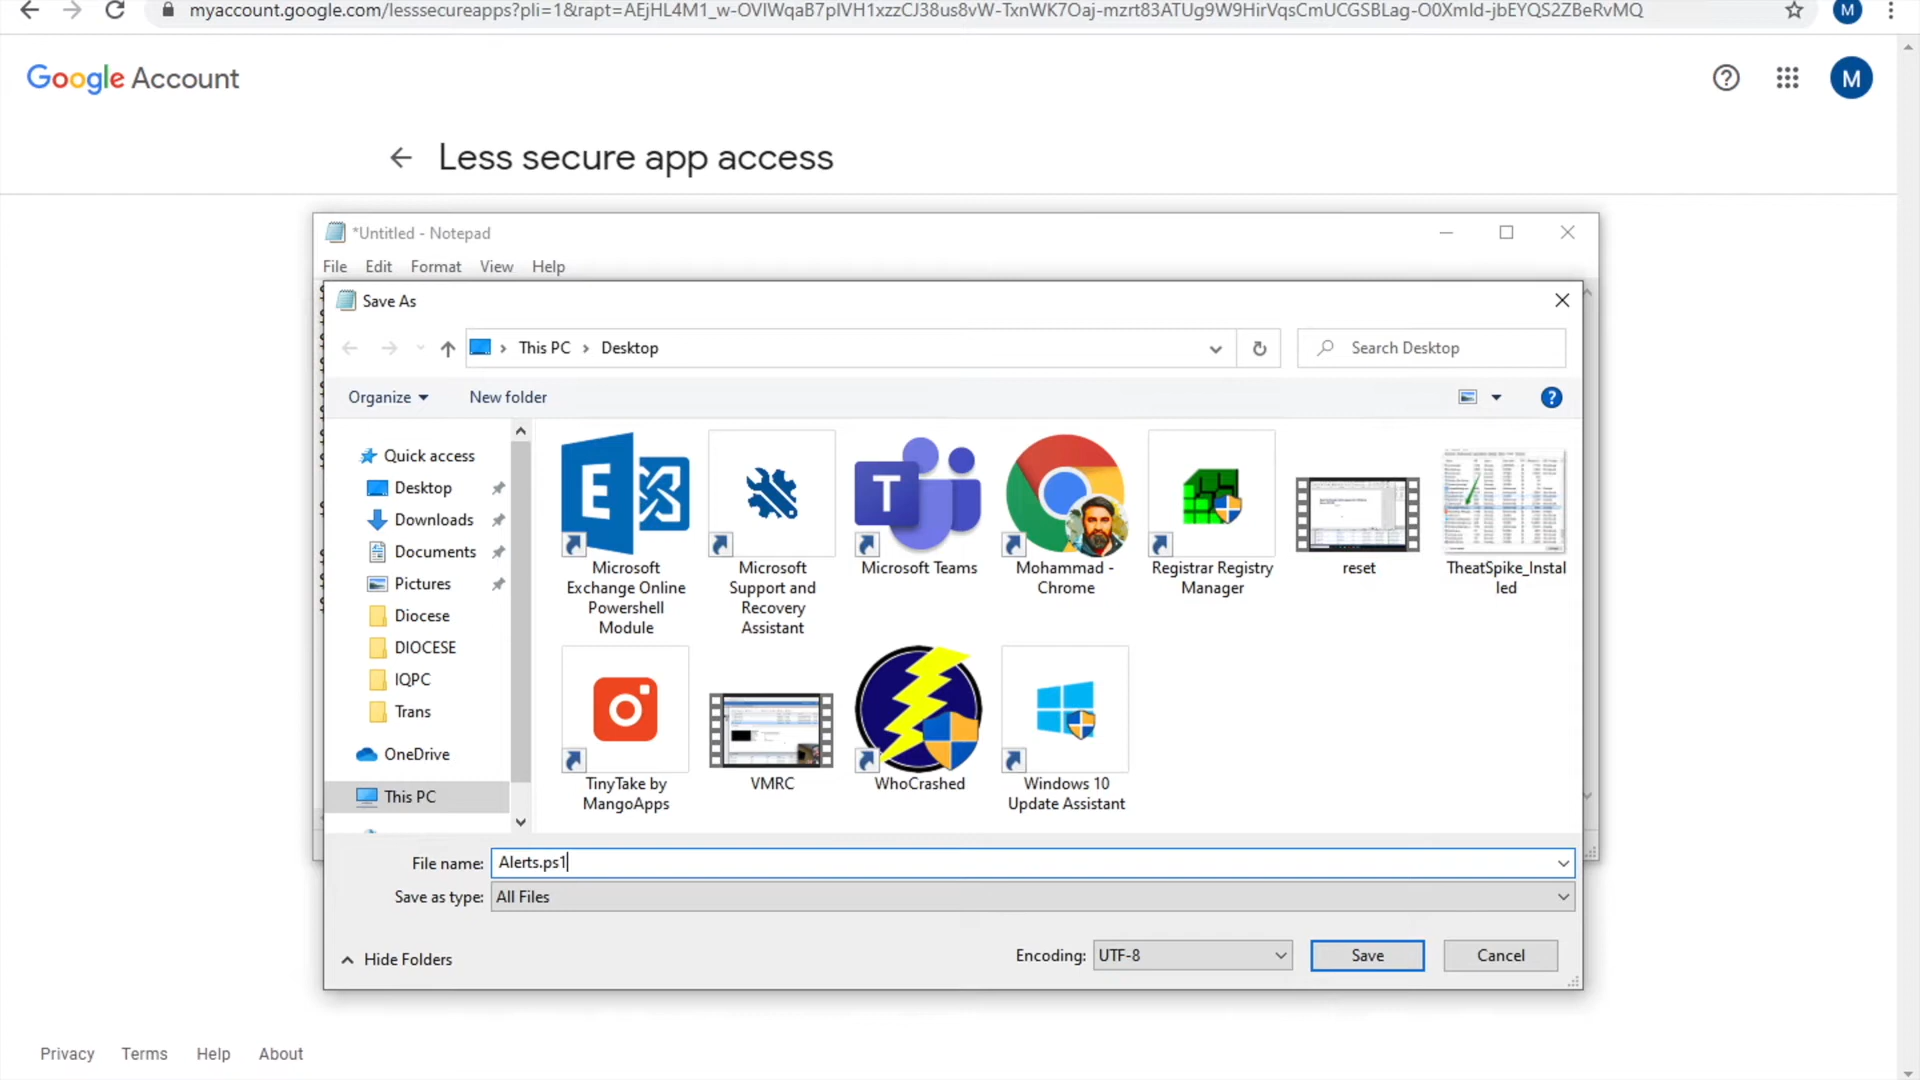 myaccount.google.com/lesssecureapps?pli=1&rapt=AEjHL4M1_w-OVlWqaB7plVH1xzzCJ38us8vW-TxnWK7Oaj-mzrt83ATUg9W9HirVqsCmUCGSBLag-O0XmId-jbEYQS2ZBeRvMQ
M
Google Account
M
Less secure app access
*Untitled - Notepad
File Edit Format View Help
Save As
This PC Desktop
Search Desktop
Organize New folder
Quick access
Desktop
Downloads
Documents
Pictures
Diocese
DIOCESE
IQPC
Trans
OneDrive
This PC
Microsoft
Exchange Online
Powershell
Module
Microsoft
Support and
Recovery
Assistant
Microsoft Teams
Mohammad -
Chrome
Registrar Registry
Manager
reset
TheatSpike_Instal
led
TinyTake by
MangoApps
VMRC
WhoCrashed
Windows 10
Update Assistant
File name: Alerts.ps1
Save as type: All Files
Hide Folders
Encoding: UTF-8
Save
Cancel
Privacy Terms Help About